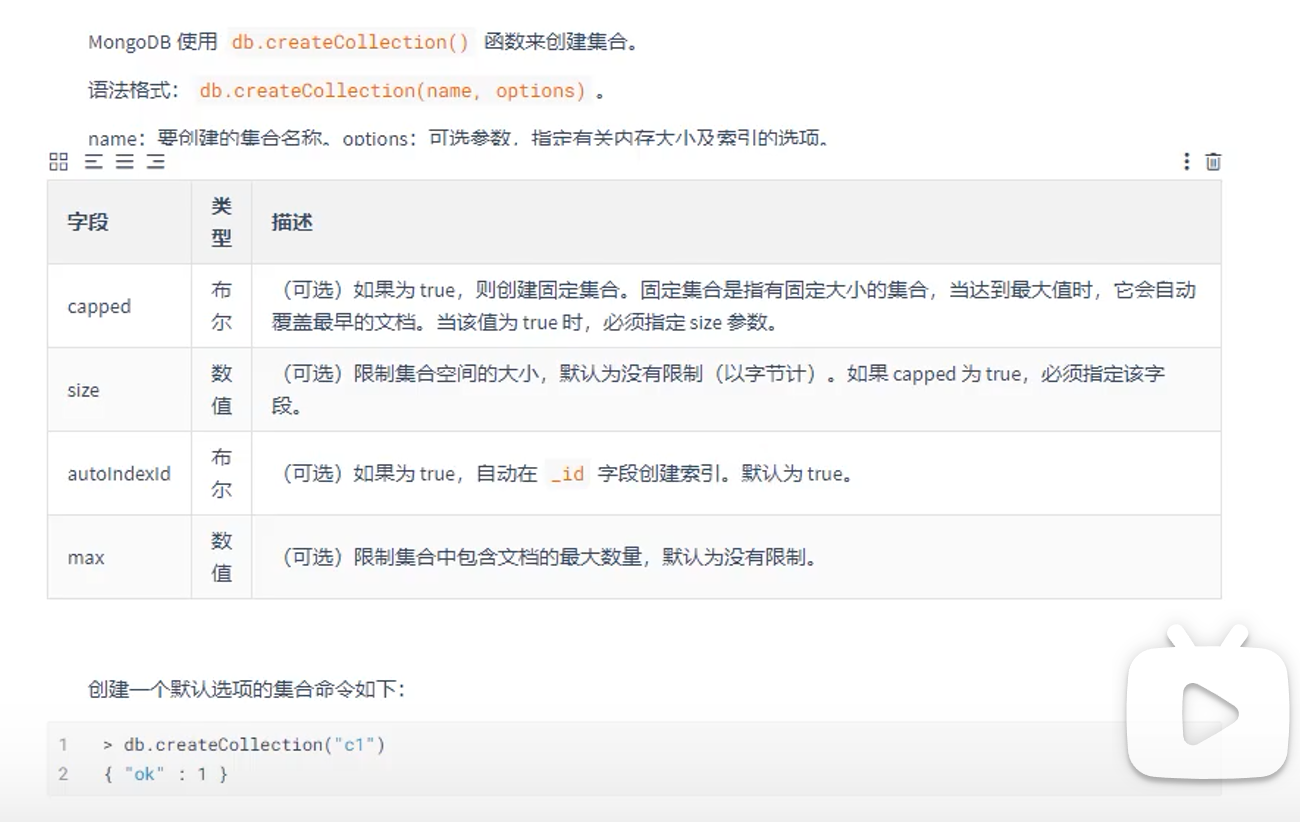 MongoDB 使用 db.createCollection() 函数来创建集合。
语法格式： db.createCollection(name, options) 。
name：要创建的集合名称。options：可选参数，指定有关内存大小及索引的选项。
字段 类型 描述
capped 布尔 （可选）如果为 true，则创建固定集合。固定集合是指有固定大小的集合，当达到最大值时，它会自动
覆盖最早的文档。当该值为 true 时，必须指定 size 参数。
size 数值 （可选）限制集合空间的大小，默认为没有限制（以字节计）。如果 capped 为 true，必须指定该字
段。
autoIndexId 布尔 （可选）如果为 true，自动在 _id 字段创建索引。默认为 true。
max 数值 （可选）限制集合中包含文档的最大数量，默认为没有限制。
创建一个默认选项的集合命令如下：
1 > db.createCollection("c1")
2 { "ok" : 1 }